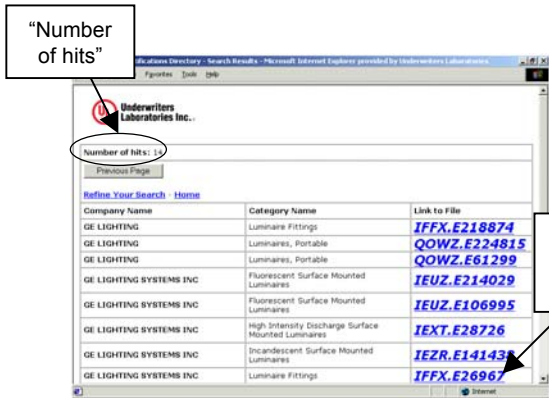 “Number
of hits”
ifications Directory - Search Results - Microsoft Internet Explorer provided by Underwriters Laboratories
Favorites Tools Help
Underwriters
Laboratories Inc.
Number of hits: 14
Previous Page
Refine Your Search - Home
Company Name Category Name Link to File
GE LIGHTING Luminaire Fittings IFFX.E218874
GE LIGHTING Luminaires, Portable QOWZ.E224815
GE LIGHTING Luminaires, Portable QOWZ.E61299
GE LIGHTING SYSTEMS INC Fluorescent Surface Mounted
Luminaires IEUZ.E214029
GE LIGHTING SYSTEMS INC Fluorescent Surface Mounted
Luminaires IEUZ.E106995
GE LIGHTING SYSTEMS INC High Intensity Discharge Surface
Mounted Luminaires IEXT.E28726
GE LIGHTING SYSTEMS INC Incandescent Surface Mounted
Luminaires
GE LIGHTING SYSTEMS INC Luminaire Fittings IFFX.E26967
Internet